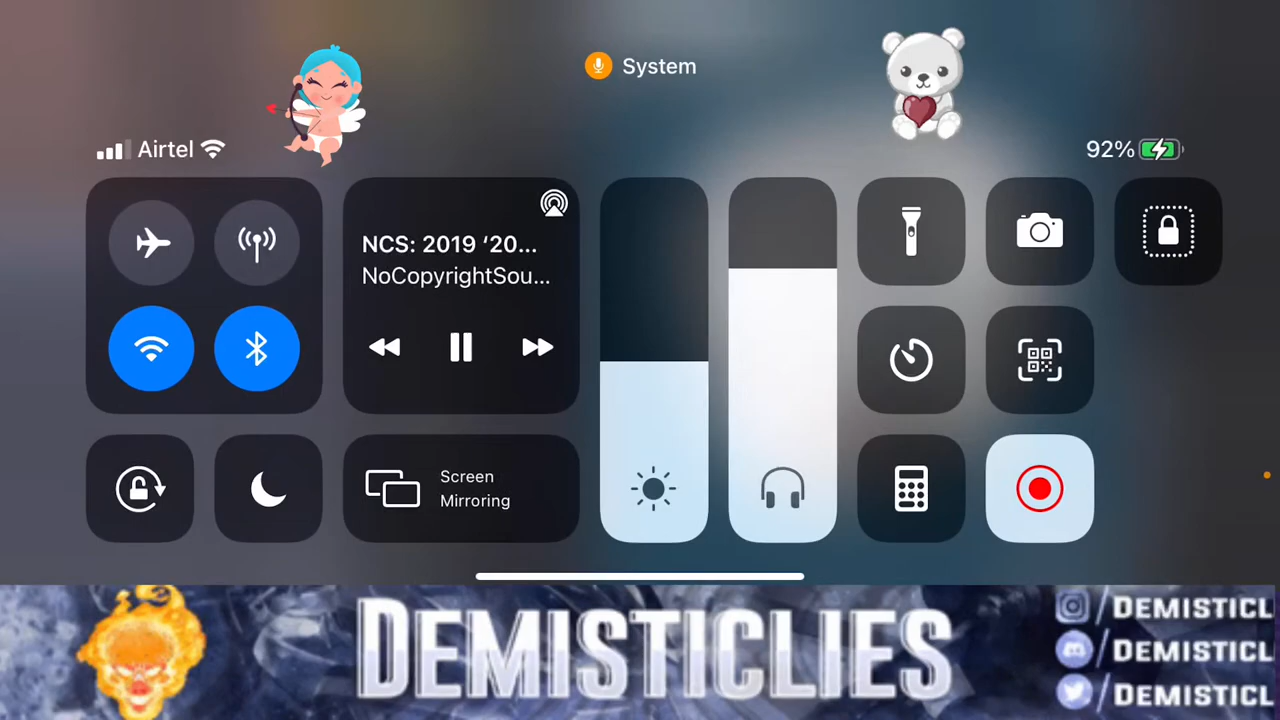 System
Airtel
92%
NCS: 2019 ‘20...
NoCopyrightSou...
Screen
Mirroring
DEMISTICLIES
/DEMISTICL
/DEMISTICL
/DEMISTICL